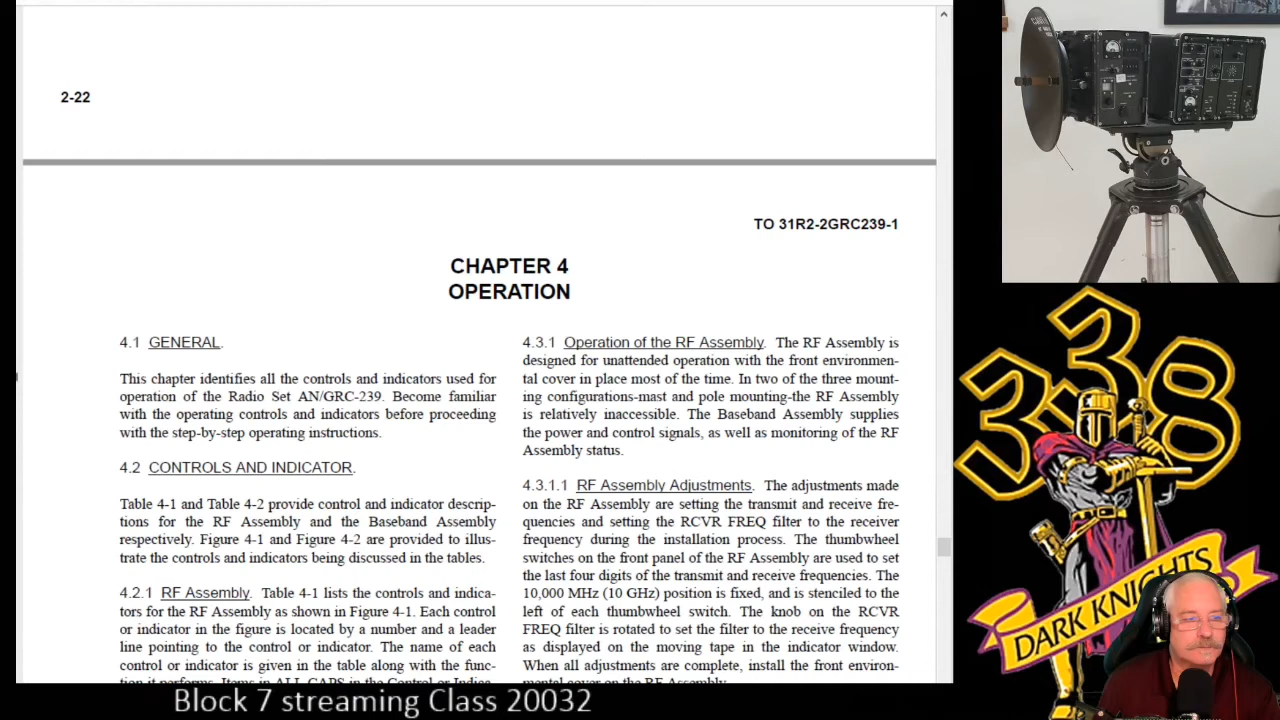 2-22
TO 31R2-2GRC239-1
CHAPTER 4
OPERATION
4.1 GENERAL.
This chapter identifies all the controls and indicators used for
operation of the Radio Set AN/GRC-239. Become familiar
with the operating controls and indicators before proceeding
with the step-by-step operating instructions.
4.2 CONTROLS AND INDICATOR.
Table 4-1 and Table 4-2 provide control and indicator descrip-
tions for the RF Assembly and the Baseband Assembly
respectively. Figure 4-1 and Figure 4-2 are provided to illus-
trate the controls and indicators being discussed in the tables.
4.2.1 RF Assembly. Table 4-1 lists the controls and indica-
tors for the RF Assembly as shown in Figure 4-1. Each control
or indicator in the figure is located by a number and a leader
line pointing to the control or indicator. The name of each
control or indicator is given in the table along with the func-
tion it performs. Items in ALL CAPS in the Control or Indica-
4.3.1 Operation of the RF Assembly. The RF Assembly is
designed for unattended operation with the front environmen-
tal cover in place most of the time. In two of the three mount-
ing configurations-mast and pole mounting-the RF Assembly
is relatively inaccessible. The Baseband Assembly supplies
the power and control signals, as well as monitoring of the RF
Assembly status.
4.3.1.1 RF Assembly Adjustments. The adjustments made
on the RF Assembly are setting the transmit and receive fre-
quencies and setting the RCVR FREQ filter to the receiver
frequency during the installation process. The thumbwheel
switches on the front panel of the RF Assembly are used to set
the last four digits of the transmit and receive frequencies. The
10,000 MHz (10 GHz) position is fixed, and is stenciled to the
left of each thumbwheel switch. The knob on the RCVR
FREQ filter is rotated to set the filter to the receive frequency
as displayed on the moving tape in the indicator window.
When all adjustments are complete, install the front environ-
mental cover on the RF Assembly.
338
DARK KNIGHTS
Block 7 streaming Class 20032